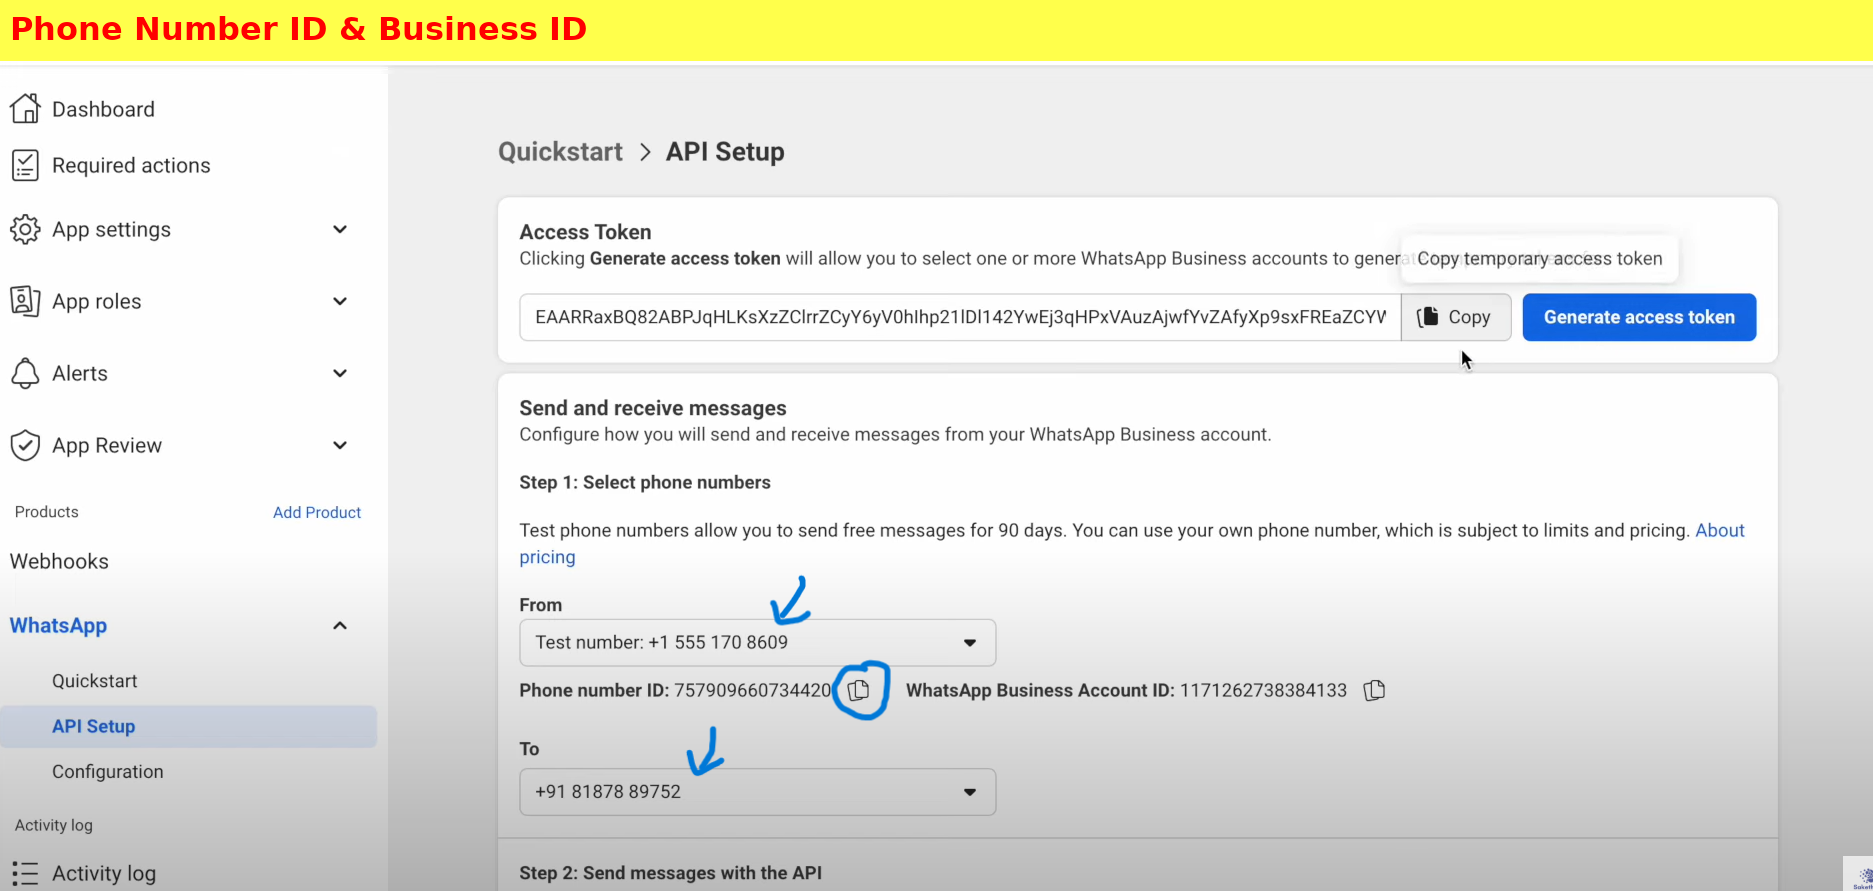 Phone Number ID & Business ID
Dashboard
Required actions
App settings
App roles
Alerts
App Review
Products
Add Product
Webhooks
WhatsApp
Quickstart
API Setup
Configuration
Activity log
Activity log
Quickstart > API Setup
Access Token
Clicking Generate access token will allow you to select one or more WhatsApp Business accounts to
Copy temporary access token
Copy
Generate access token
Send and receive messages
Configure how you will send and receive messages from your WhatsApp Business account.
Step 1: Select phone numbers
Test phone numbers allow you to send free messages for 90 days. You can use your own phone number, which is subject to limits and pricing. About
pricing
From
Test number: +1 555 170 8609
Phone number ID: 757909660734420
WhatsApp Business Account ID: 1171262738384133
To
+91 81878 89752
Step 2: Send messages with the API